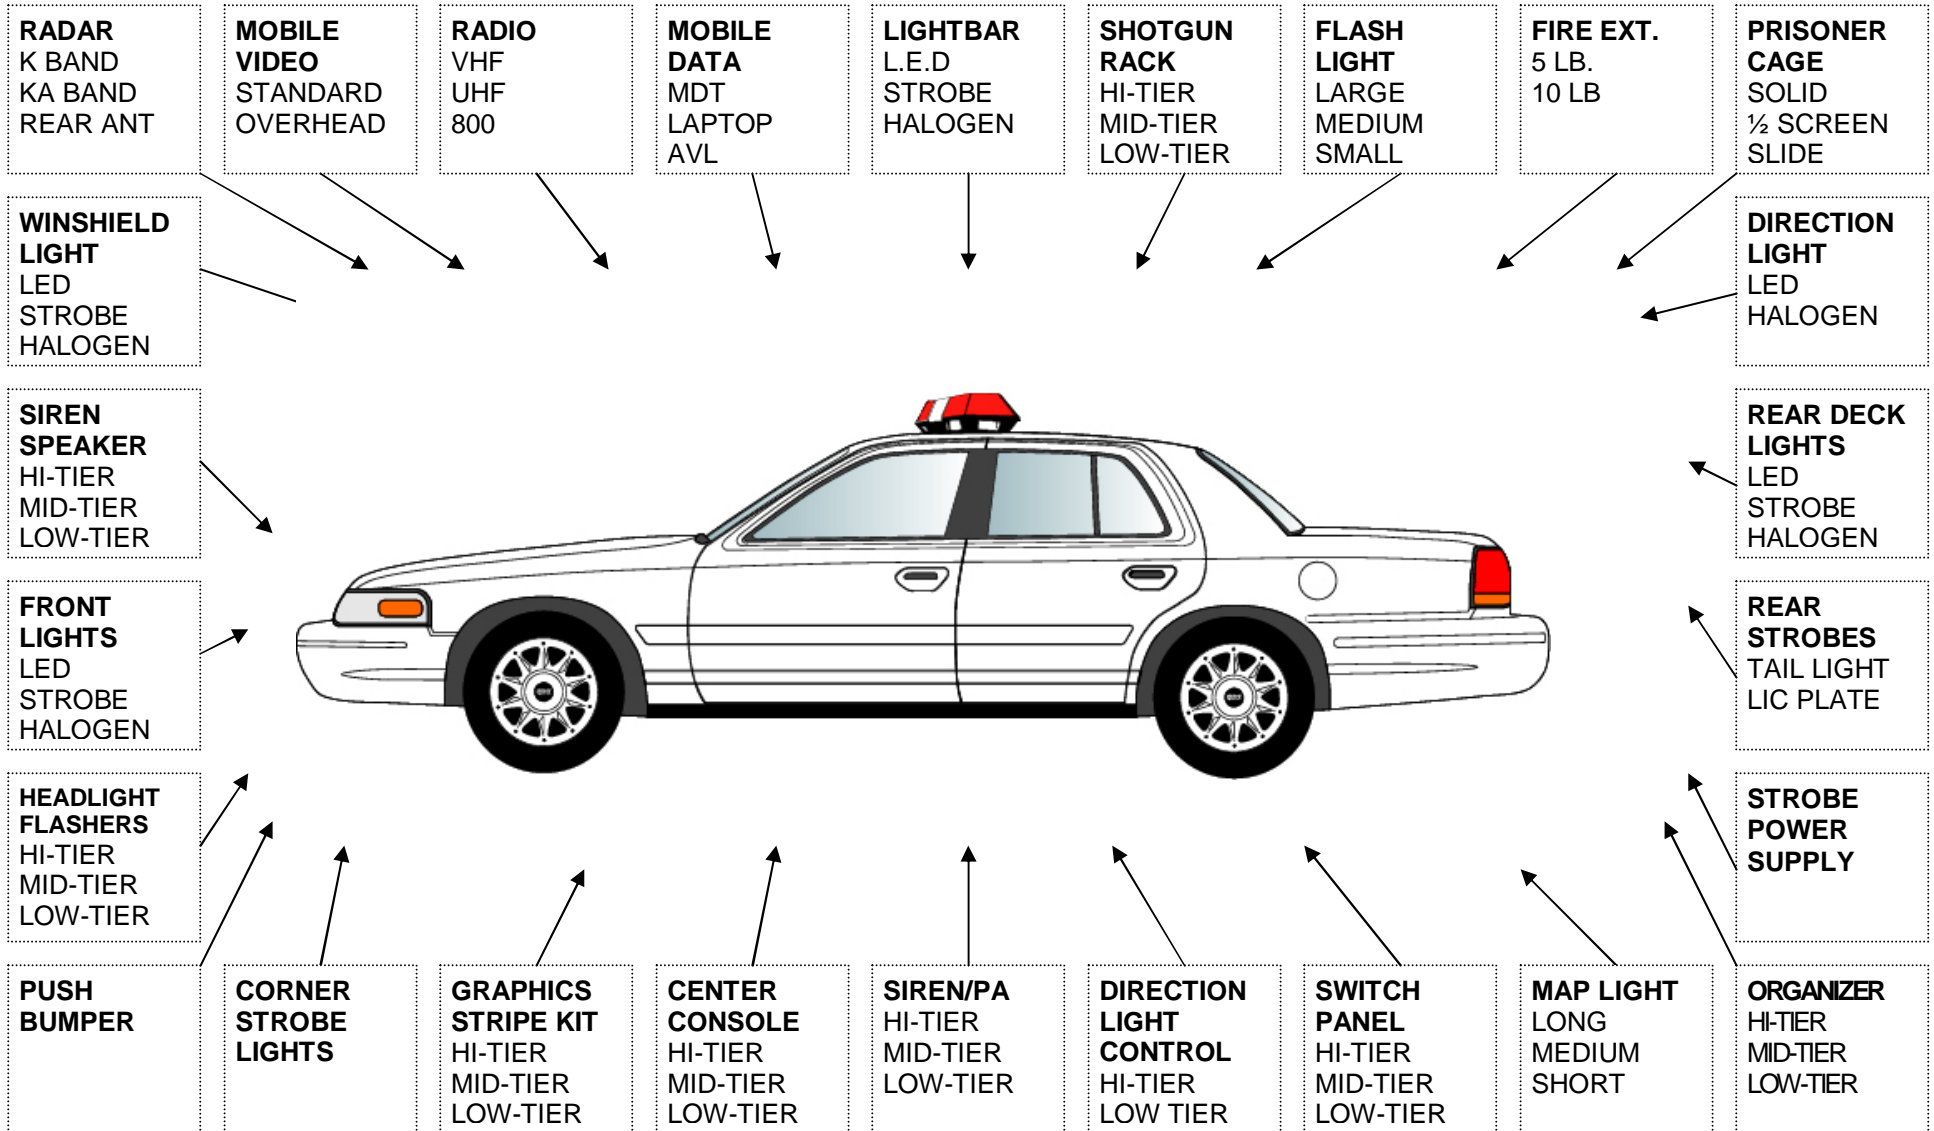 RADAR
K BAND
KA BAND
REAR ANT
MOBILE
VIDEO
STANDARD
OVERHEAD
RADIO
VHF
UHF
800
MOBILE
DATA
MDT
LAPTOP
AVL
LIGHTBAR
L.E.D
STROBE
HALOGEN
SHOTGUN
RACK
HI-TIER
MID-TIER
LOW-TIER
FLASH
LIGHT
LARGE
MEDIUM
SMALL
FIRE EXT.
5 LB.
10 LB
PRISONER
CAGE
SOLID
½ SCREEN
SLIDE
WINSHIELD
LIGHT
LED
STROBE
HALOGEN
DIRECTION
LIGHT
LED
HALOGEN
SIREN
SPEAKER
HI-TIER
MID-TIER
LOW-TIER
REAR DECK
LIGHTS
LED
STROBE
HALOGEN
FRONT
LIGHTS
LED
STROBE
HALOGEN
REAR
STROBES
TAIL LIGHT
LIC PLATE
HEADLIGHT
FLASHERS
HI-TIER
MID-TIER
LOW-TIER
STROBE
POWER
SUPPLY
PUSH
BUMPER
CORNER
STROBE
LIGHTS
GRAPHICS
STRIPE KIT
HI-TIER
MID-TIER
LOW-TIER
CENTER
CONSOLE
HI-TIER
MID-TIER
LOW-TIER
SIREN/PA
HI-TIER
MID-TIER
LOW-TIER
DIRECTION
LIGHT
CONTROL
HI-TIER
LOW TIER
SWITCH
PANEL
HI-TIER
MID-TIER
LOW-TIER
MAP LIGHT
LONG
MEDIUM
SHORT
ORGANIZER
HI-TIER
MID-TIER
LOW-TIER